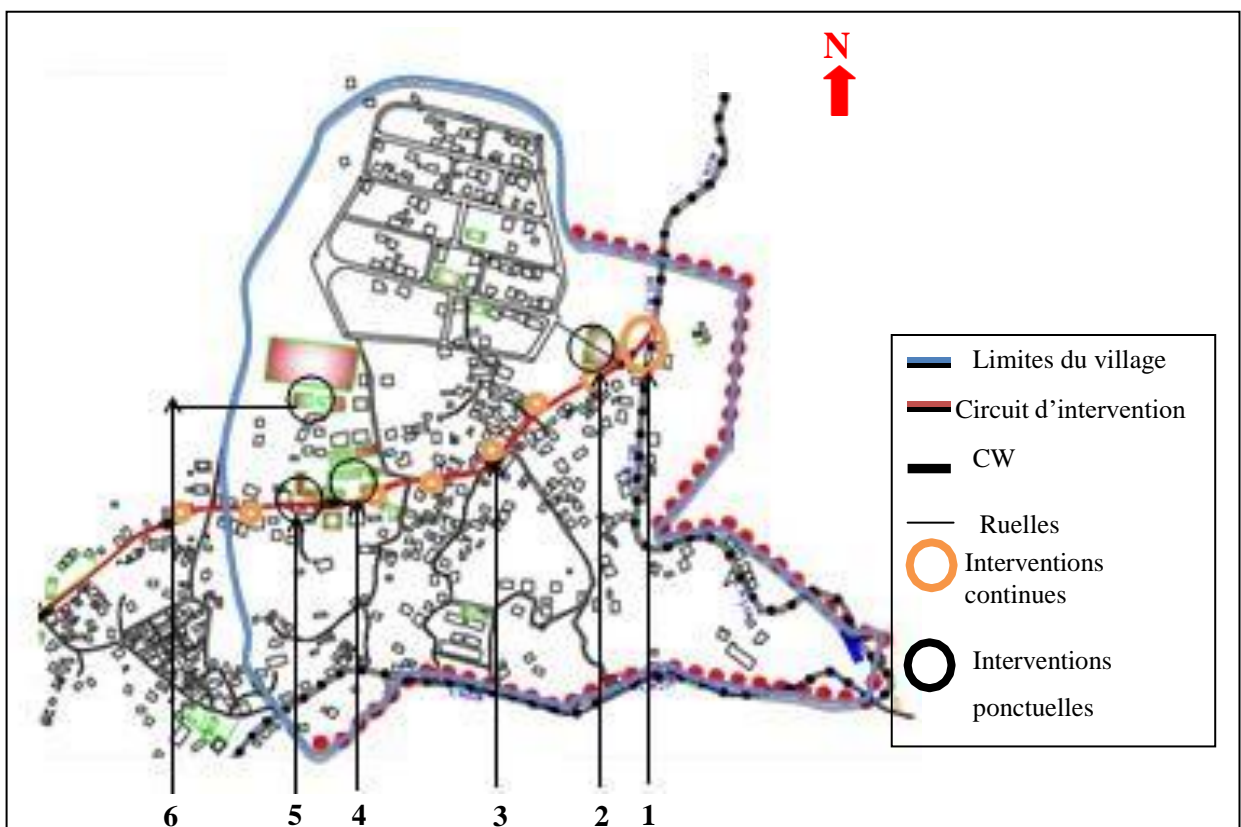 N
Limites du village
Circuit d'intervention
CW
Ruelles
Interventions
continues
Interventions
ponctuelles
6 5 4 3 2 1